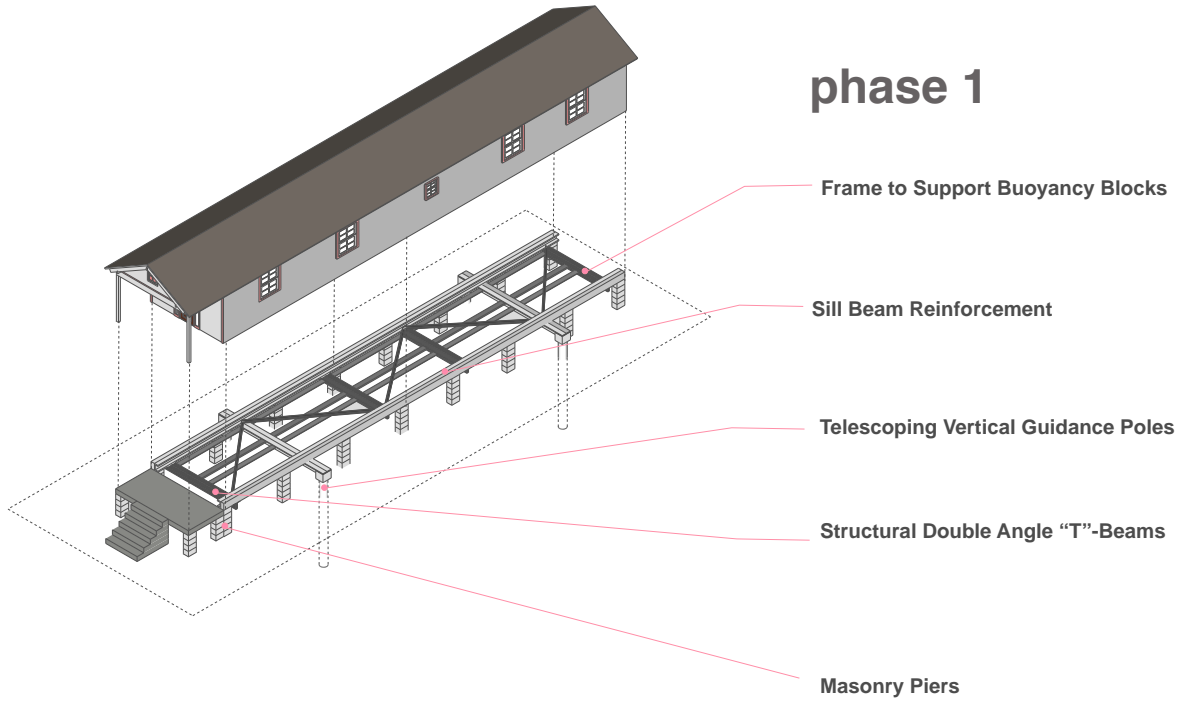 phase 1
Frame to Support Buoyancy Blocks
Sill Beam Reinforcement
Telescoping Vertical Guidance Poles
Structural Double Angle “T”-Beams
Masonry Piers